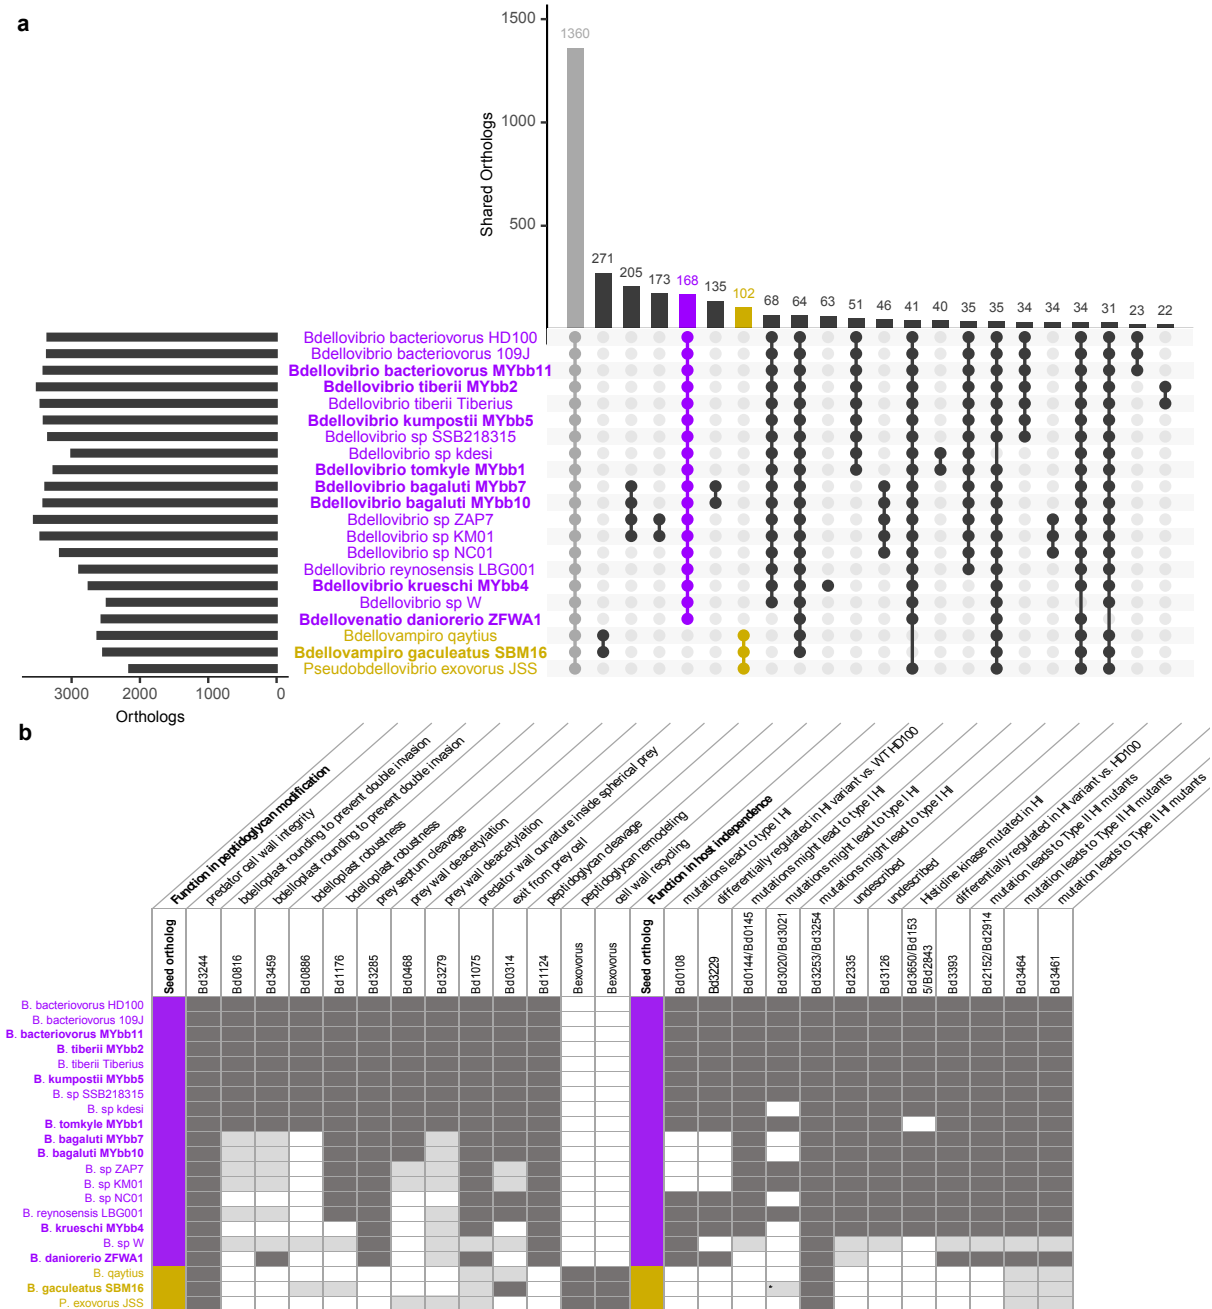 a
1500
1000
500
Shared Orthologs
1360
271
205
173
168
135
102
68
64
63
51
46
41
40
35
35
34
34
34
31
23
22
Bdellovibrio bacteriovorus HD100
Bdellovibrio bacteriovorus 109J
Bdellovibrio bacteriovorus MYbb11
Bdellovibrio tiberii MYbb2
Bdellovibrio tiberii Tiberius
Bdellovibrio kumpostii MYbb5
Bdellovibrio sp SSB218315
Bdellovibrio sp kdesi
Bdellovibrio tomkyle MYbb1
Bdellovibrio bagaluti MYbb7
Bdellovibrio bagaluti MYbb10
Bdellovibrio sp ZAP7
Bdellovibrio sp KM01
Bdellovibrio sp NC01
Bdellovibrio reynosensis LBG001
Bdellovibrio krueschi MYbb4
Bdellovibrio sp W
Bdellovenatio daniorerio ZFWA1
Bdellovampiro qaytius
Bdellovampiro gaculeatus SBM16
Pseudobdellovibrio exovorus JSS
3000
2000
1000
0
Orthologs
b
Function in peptidoglycan modification
predator cell wall integrity
bdelloplast rounding to prevent double invasion
bdelloplast rounding to prevent double invasion
bdelloplast robustness
bdelloplast robustness
prey septum cleavage
prey wall deacetylation
prey wall deacetylation
predator wall curvature inside spherical prey
exit from prey cell
peptidoglycan cleavage
peptidoglycan remodeling
cell wall recycling
Function in host independence
mutations lead to type I HI
differentially regulated in HI variant vs. WT HD100
mutations might lead to type I HI
mutations might lead to type I HI
mutations might lead to type I HI
undescribed
undescribed
Histidine kinase mutated in HI
differentially regulated in HI variant vs. HD100
mutation leads to Type II HI mutants
mutation leads to Type II HI mutants
mutation leads to Type II HI mutants
Seed ortholog
Bd3244
Bd0816
Bd3459
Bd0886
Bd1176
Bd3285
Bd0468
Bd3279
Bd1075
Bd0314
Bd1124
Bexovorus
Bexovorus
Seed ortholog
Bd0108
Bd3229
Bd0144/Bd0145
Bd3020/Bd3021
Bd3253/Bd3254
Bd2335
Bd3126
Bd3650/Bd153
5/Bd2843
Bd3393
Bd2152/Bd2914
Bd3464
Bd3461
B. bacteriovorus HD100
B. bacteriovorus 109J
B. bacteriovorus MYbb11
B. tiberii MYbb2
B. tiberii Tiberius
B. kumpostii MYbb5
B. sp SSB218315
B. sp kdesi
B. tomkyle MYbb1
B. bagaluti MYbb7
B. bagaluti MYbb10
B. sp ZAP7
B. sp KM01
B. sp NC01
B. reynosensis LBG001
B. krueschi MYbb4
B. sp W
B. daniorerio ZFWA1
B. qaytius
B. gaculeatus SBM16
*
P. exovorus JSS